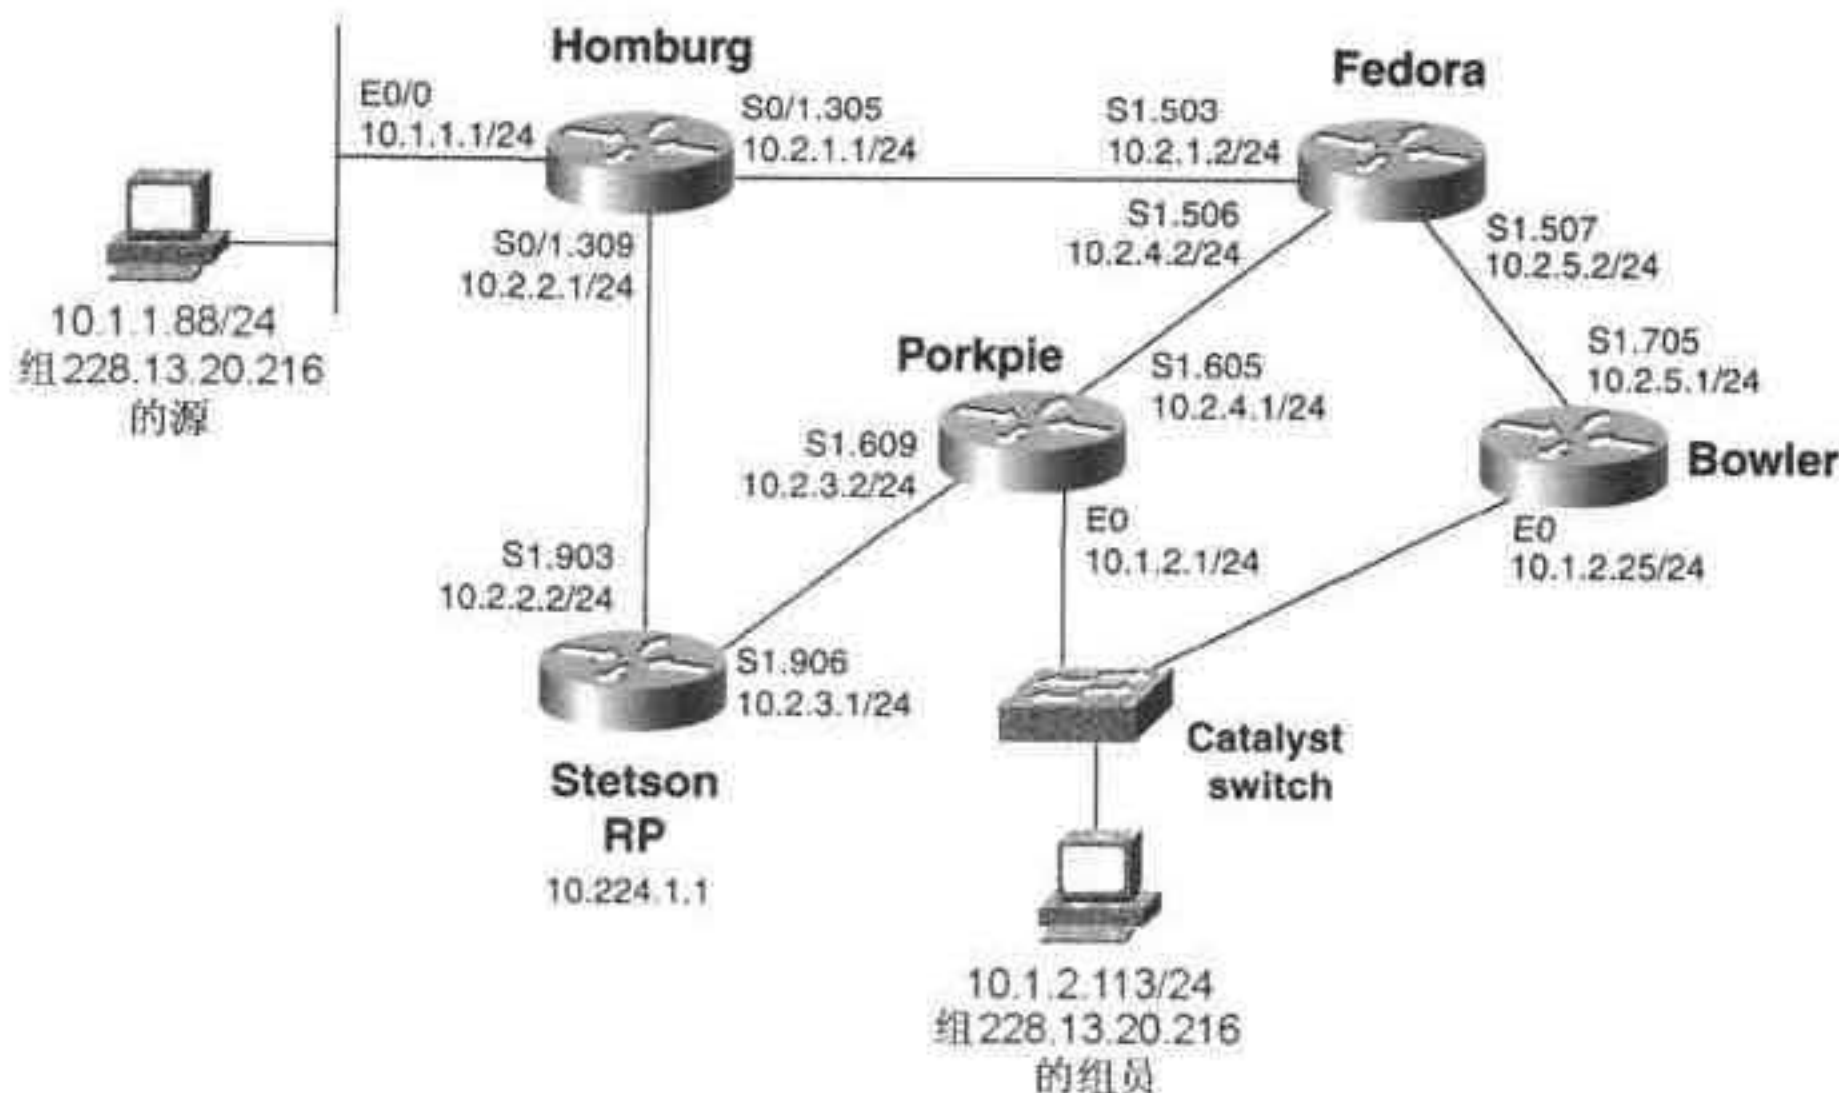 Homburg
Fedora
E0/0
10.1.1.1/24
S0/1.305
10.2.1.1/24
S1.503
10.2.1.2/24
S0/1.309
10.2.2.1/24
S1.506
10.2.4.2/24
S1.507
10.2.5.2/24
10.1.1.88/24
组228.13.20.216
的源
Porkpie
S1.605
10.2.4.1/24
S1.705
10.2.5.1/24
S1.609
10.2.3.2/24
Bowler
E0
10.1.2.1/24
E0
10.1.2.25/24
S1.903
10.2.2.2/24
S1.906
10.2.3.1/24
Stetson
RP
10.224.1.1
Catalyst
switch
10.1.2.113/24
组228.13.20.216
的组员